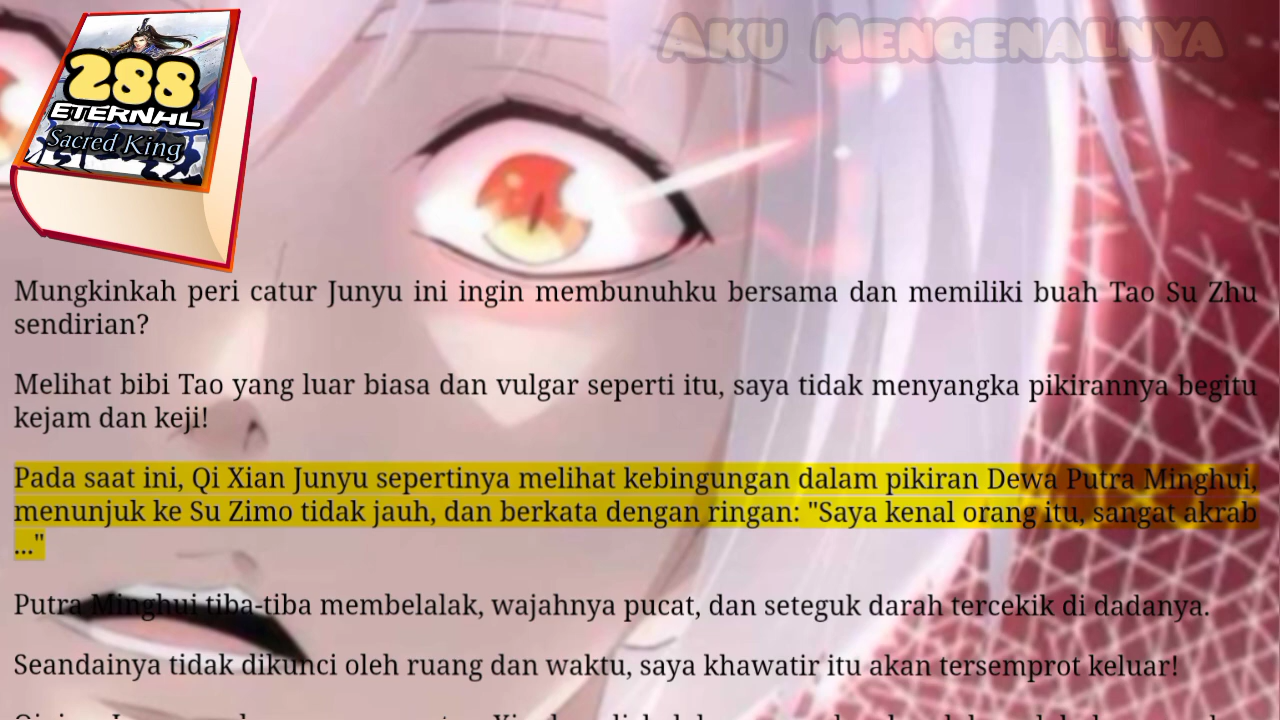 Aku Mengenalnya
288
ETERNAL
Sacred King
Mungkinkah peri catur Junyu ini ingin membunuhku bersama dan memiliki buah Tao Su Zhu
sendirian?
Melihat bibi Tao yang luar biasa dan vulgar seperti itu, saya tidak menyangka pikirannya begitu
kejam dan keji!
Pada saat ini, Qi Xian Junyu sepertinya melihat kebingungan dalam pikiran Dewa Putra Minghui,
menunjuk ke Su Zimo tidak jauh, dan berkata dengan ringan: "Saya kenal orang itu, sangat akrab
..."
Putra Minghui tiba-tiba membelalak, wajahnya pucat, dan seteguk darah tercekik di dadanya.
Seandainya tidak dikunci oleh ruang dan waktu, saya khawatir itu akan tersemprot keluar!